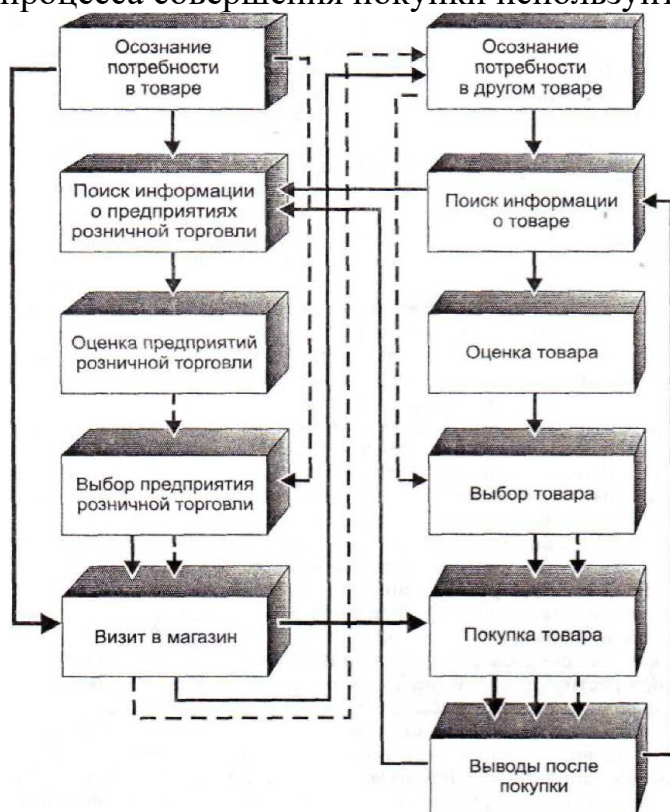 процесса совершения покупки использует
Осознание
потребности
в товаре
Осознание
потребности
в другом товаре
Поиск информации
о предприятиях
розничной торговли
Поиск информации
о товаре
Оценка предприятий
розничной торговли
Оценка товара
Выбор предприятия
розничной торговли
Выбор товара
Визит в магазин
Покупка товара
Выводы после
покупки